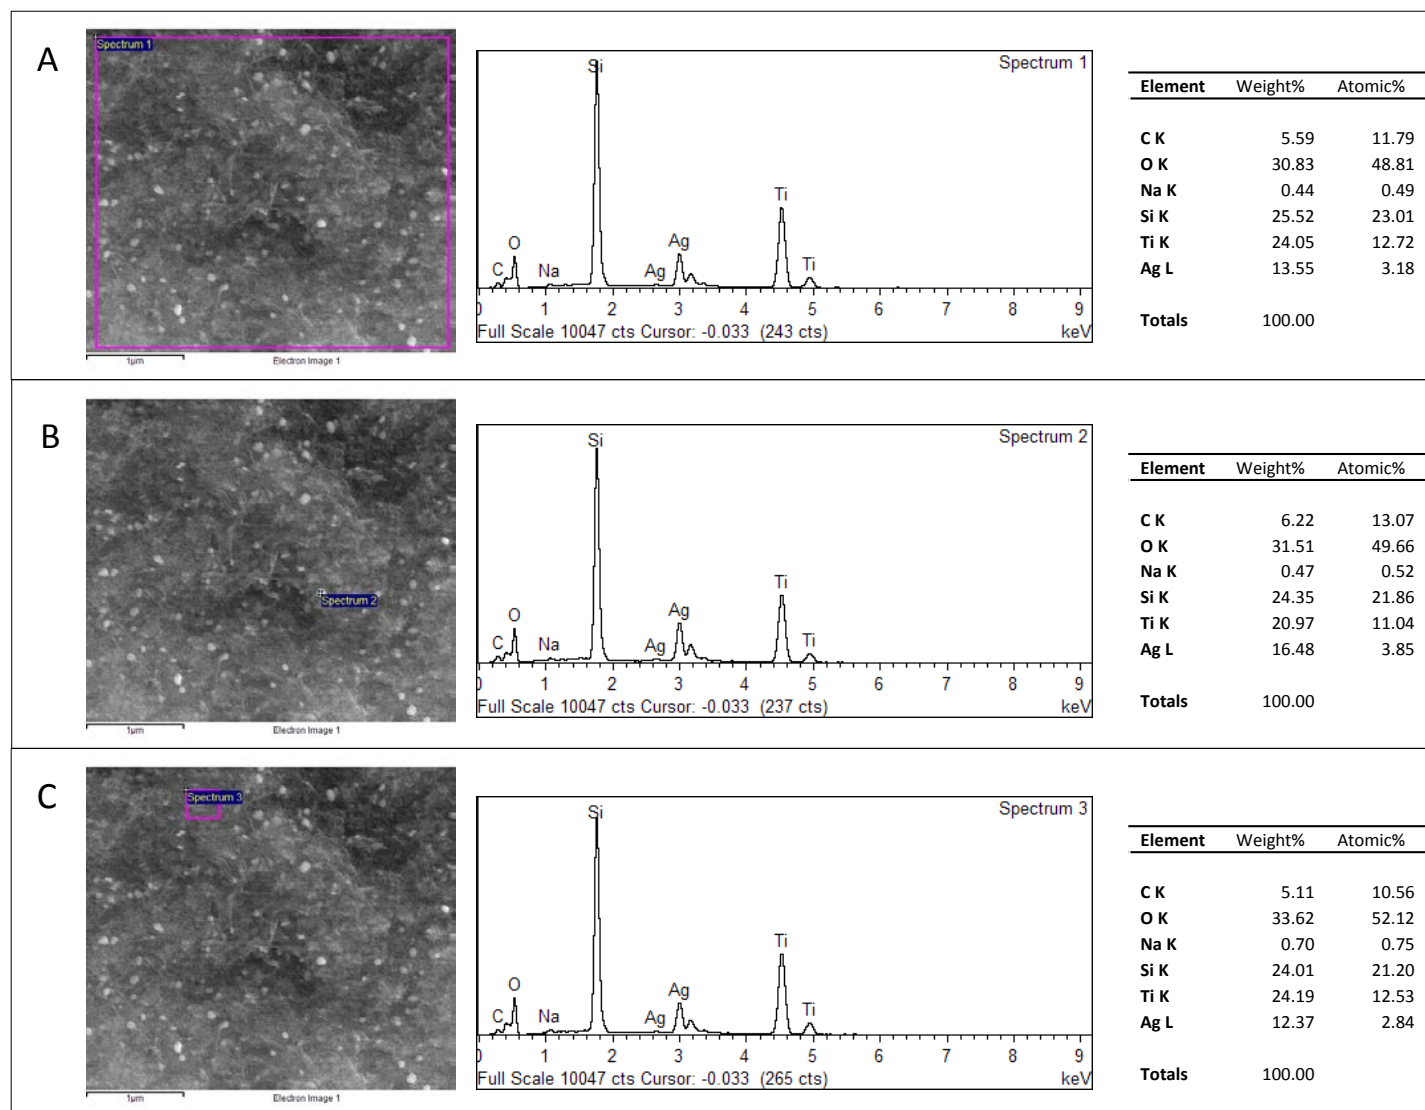 A
Spectrum 1
1µm
Electron Image 1
Spectrum 1
Si
Ti
Ag
O
C
Na
Ag
Ti
0 1 2 3 4 5 6 7 8 9
Full Scale 10047 cts Cursor: -0.033 (243 cts)
keV
Element Weight% Atomic%
C K 5.59 11.79
O K 30.83 48.81
Na K 0.44 0.49
Si K 25.52 23.01
Ti K 24.05 12.72
Ag L 13.55 3.18
Totals 100.00
B
Spectrum 2
1µm
Electron Image 1
Spectrum 2
Si
Ti
Ag
O
C
Na
Ag
Ti
0 1 2 3 4 5 6 7 8 9
Full Scale 10047 cts Cursor: -0.033 (237 cts)
keV
Element Weight% Atomic%
C K 6.22 13.07
O K 31.51 49.66
Na K 0.47 0.52
Si K 24.35 21.86
Ti K 20.97 11.04
Ag L 16.48 3.85
Totals 100.00
C
Spectrum 3
1µm
Electron Image 1
Spectrum 3
Si
Ti
Ag
O
C
Na
Ag
Ti
0 1 2 3 4 5 6 7 8 9
Full Scale 10047 cts Cursor: -0.033 (265 cts)
keV
Element Weight% Atomic%
C K 5.11 10.56
O K 33.62 52.12
Na K 0.70 0.75
Si K 24.01 21.20
Ti K 24.19 12.53
Ag L 12.37 2.84
Totals 100.00